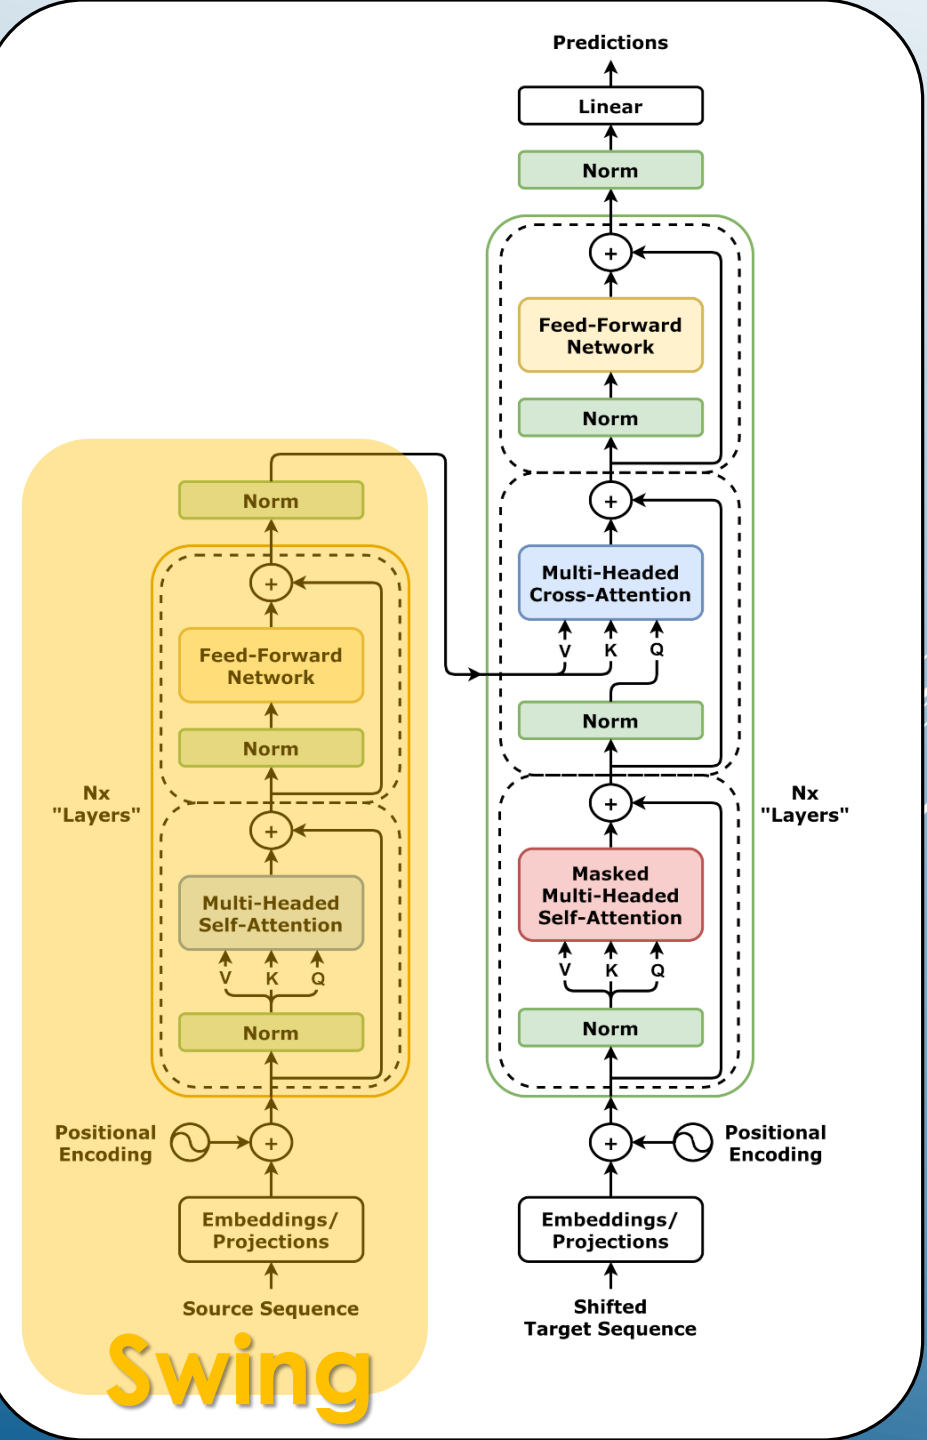 Predictions
Linear
Norm
+
Feed-Forward
Network
Norm
+
Multi-Headed
Cross-Attention
V K Q
Norm
+
Masked
Multi-Headed
Self-Attention
V K Q
Norm
Nx
"Layers"
+
Positional
Encoding
Embeddings/
Projections
Shifted
Target Sequence
Norm
+
Feed-Forward
Network
Norm
Nx
"Layers"
+
Multi-Headed
Self-Attention
V K Q
Norm
Positional
Encoding
+
Embeddings/
Projections
Source Sequence
Swing